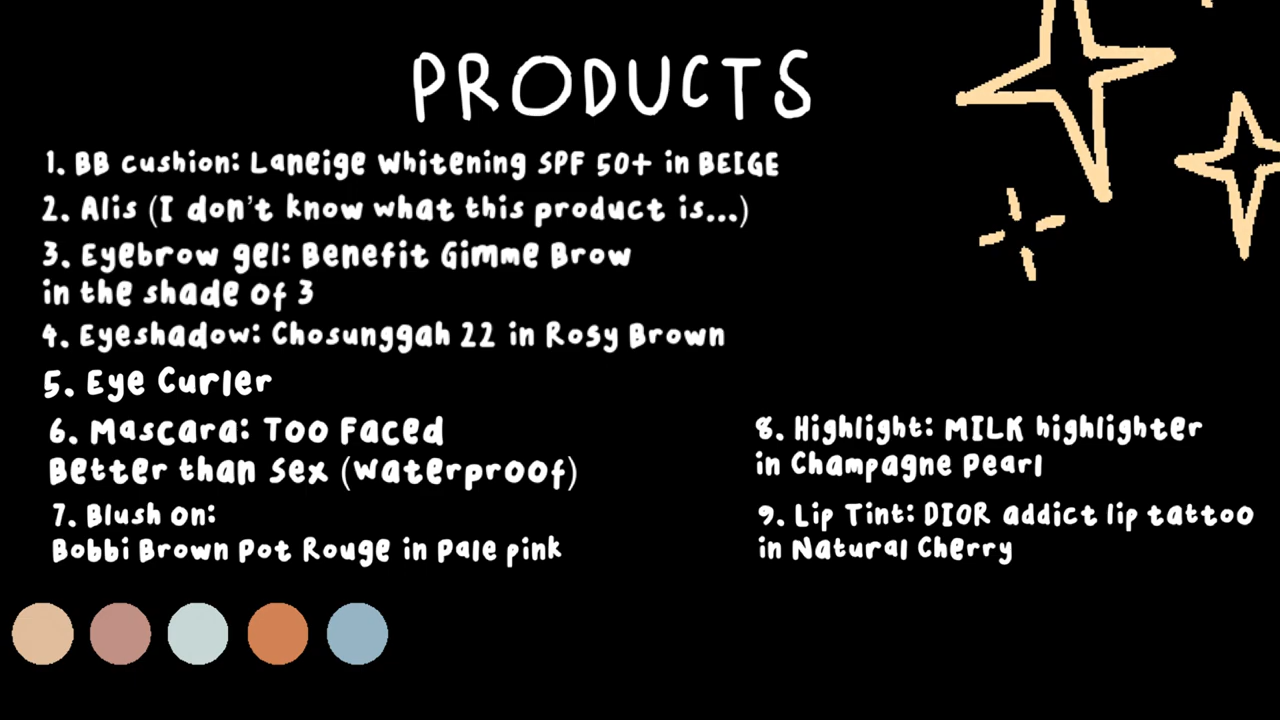 PRODUCTS
1. BB cushion: Laneige Whitening SPF 50+ in BEIGE
2. Alis (I don't know what this product is...)
3. Eyebrow gel: Benefit Gimme Brow
in the shade of 3
4. Eyeshadow: Chosunggah 22 in Rosy Brown
5. Eye Curler
6. Mascara: Too Faced
Better than Sex (waterproof)
7. Blush on:
Bobbi Brown Pot Rouge in Pale pink
8. Highlight: MILK highlighter
in Champagne Pearl
9. Lip Tint: DIOR addict lip tattoo
in Natural Cherry